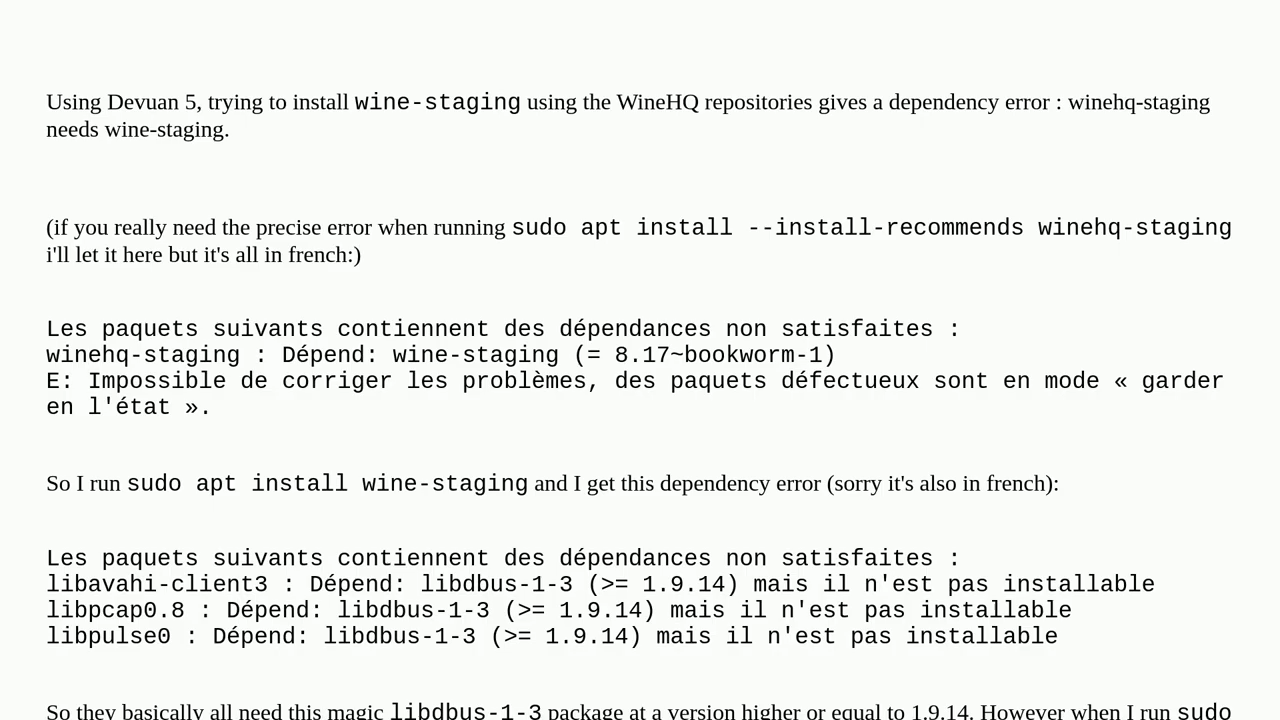 Using Devuan 5, trying to install wine-staging using the WineHQ repositories gives a dependency error : winehq-staging
needs wine-staging.
(if you really need the precise error when running sudo apt install --install-recommends winehq-staging
i'll let it here but it's all in french:)
Les paquets suivants contiennent des dépendances non satisfaites :
winehq-staging : Dépend: wine-staging (= 8.17~bookworm-1)
E: Impossible de corriger les problèmes, des paquets défectueux sont en mode « garder
en l'état ».
So I run sudo apt install wine-staging and I get this dependency error (sorry it's also in french):
Les paquets suivants contiennent des dépendances non satisfaites :
libavahi-client3 : Dépend: libdbus-1-3 (>= 1.9.14) mais il n'est pas installable
libpcap0.8 : Dépend: libdbus-1-3 (>= 1.9.14) mais il n'est pas installable
libpulse0 : Dépend: libdbus-1-3 (>= 1.9.14) mais il n'est pas installable
So they basically all need this magic libdbus-1-3 package at a version higher or equal to 1.9.14. However when I run sudo